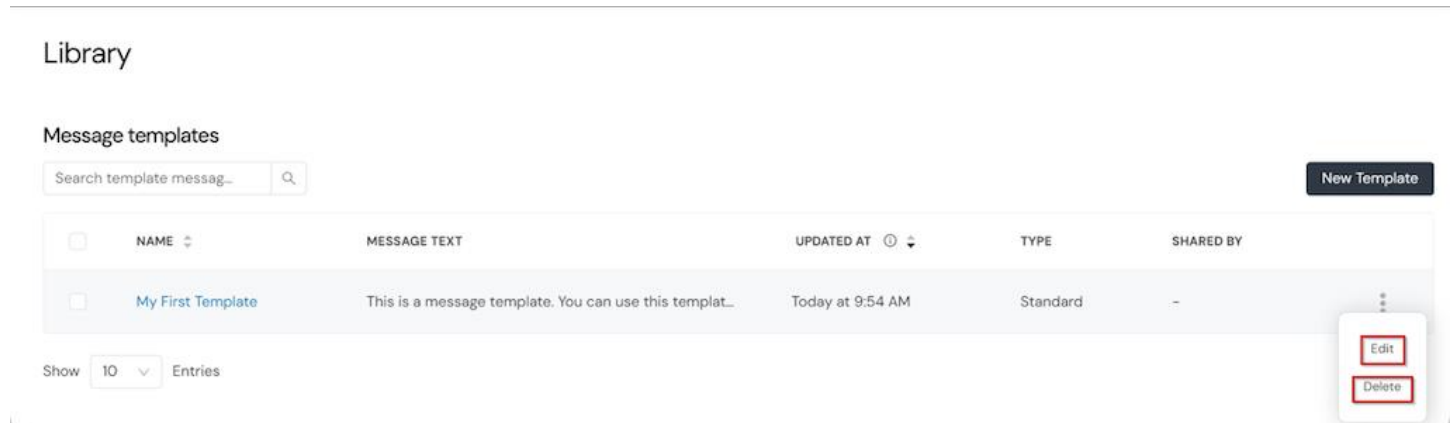 Library
Message templates
Search template messag...
New Template
NAME MESSAGE TEXT UPDATED AT TYPE SHARED BY
My First Template This is a message template. You can use this templat... Today at 9:54 AM Standard -
Edit
Show 10 Entries
Delete